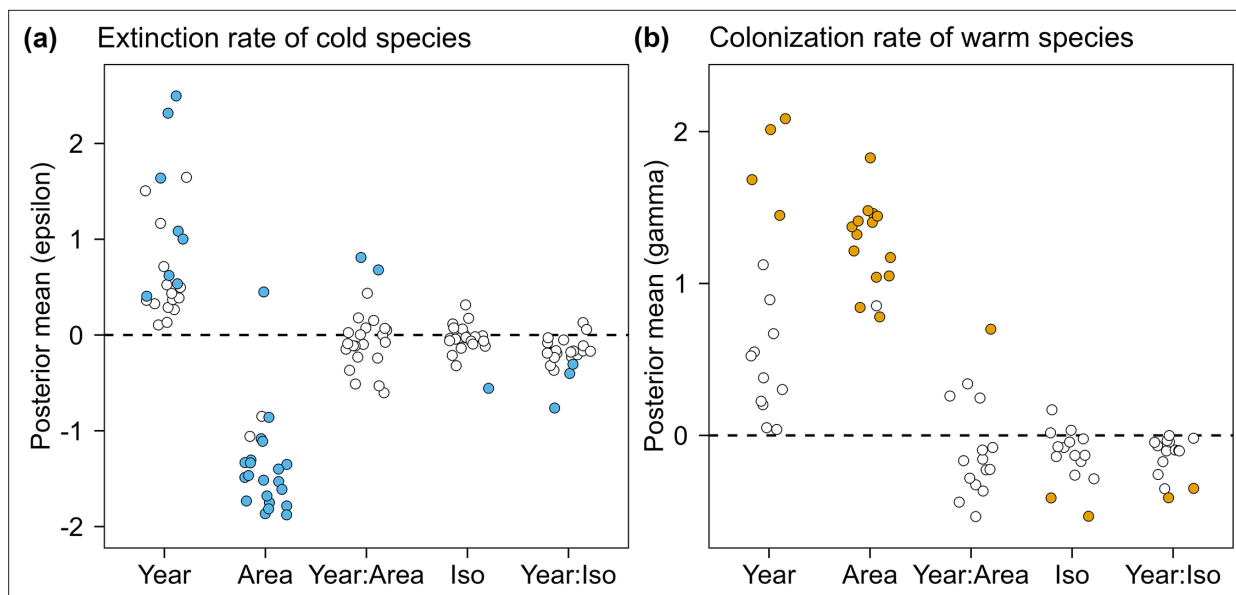 (a) Extinction rate of cold species
Posterior mean (epsilon)
2
1
0
-1
-2
Year Area Year:Area Iso Year:Iso
(b) Colonization rate of warm species
Posterior mean (gamma)
2
1
0
Year Area Year:Area Iso Year:Iso